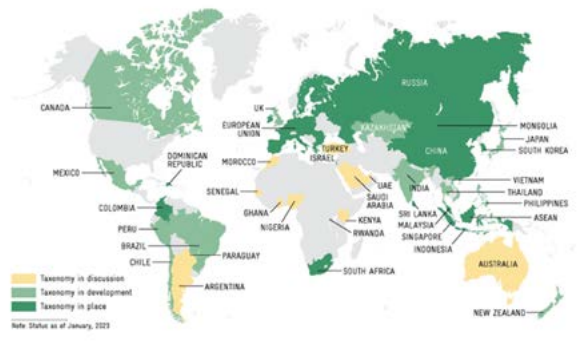 RUSSIA
CANADA
UK
EUROPEAN
UNION
KAZAKHSTAN
MONGOLIA
JAPAN
SOUTH KOREA
CHINA
TURKEY
ISRAEL
MOROCCO
DOMINICAN
REPUBLIC
MEXICO
SENEGAL
UAE
SAUDI
ARABIA
INDIA
VIETNAM
THAILAND
PHILIPPINES
COLOMBIA
GHANA
NIGERIA
KENYA
RWANDA
SRI LANKA
MALAYSIA
SINGAPORE
INDONESIA
ASEAN
PERU
BRAZIL
CHILE
PARAGUAY
ARGENTINA
SOUTH AFRICA
AUSTRALIA
NEW ZEALAND
Taxonomy in discussion
Taxonomy in development
Taxonomy in place
Note: Status as of January, 2023